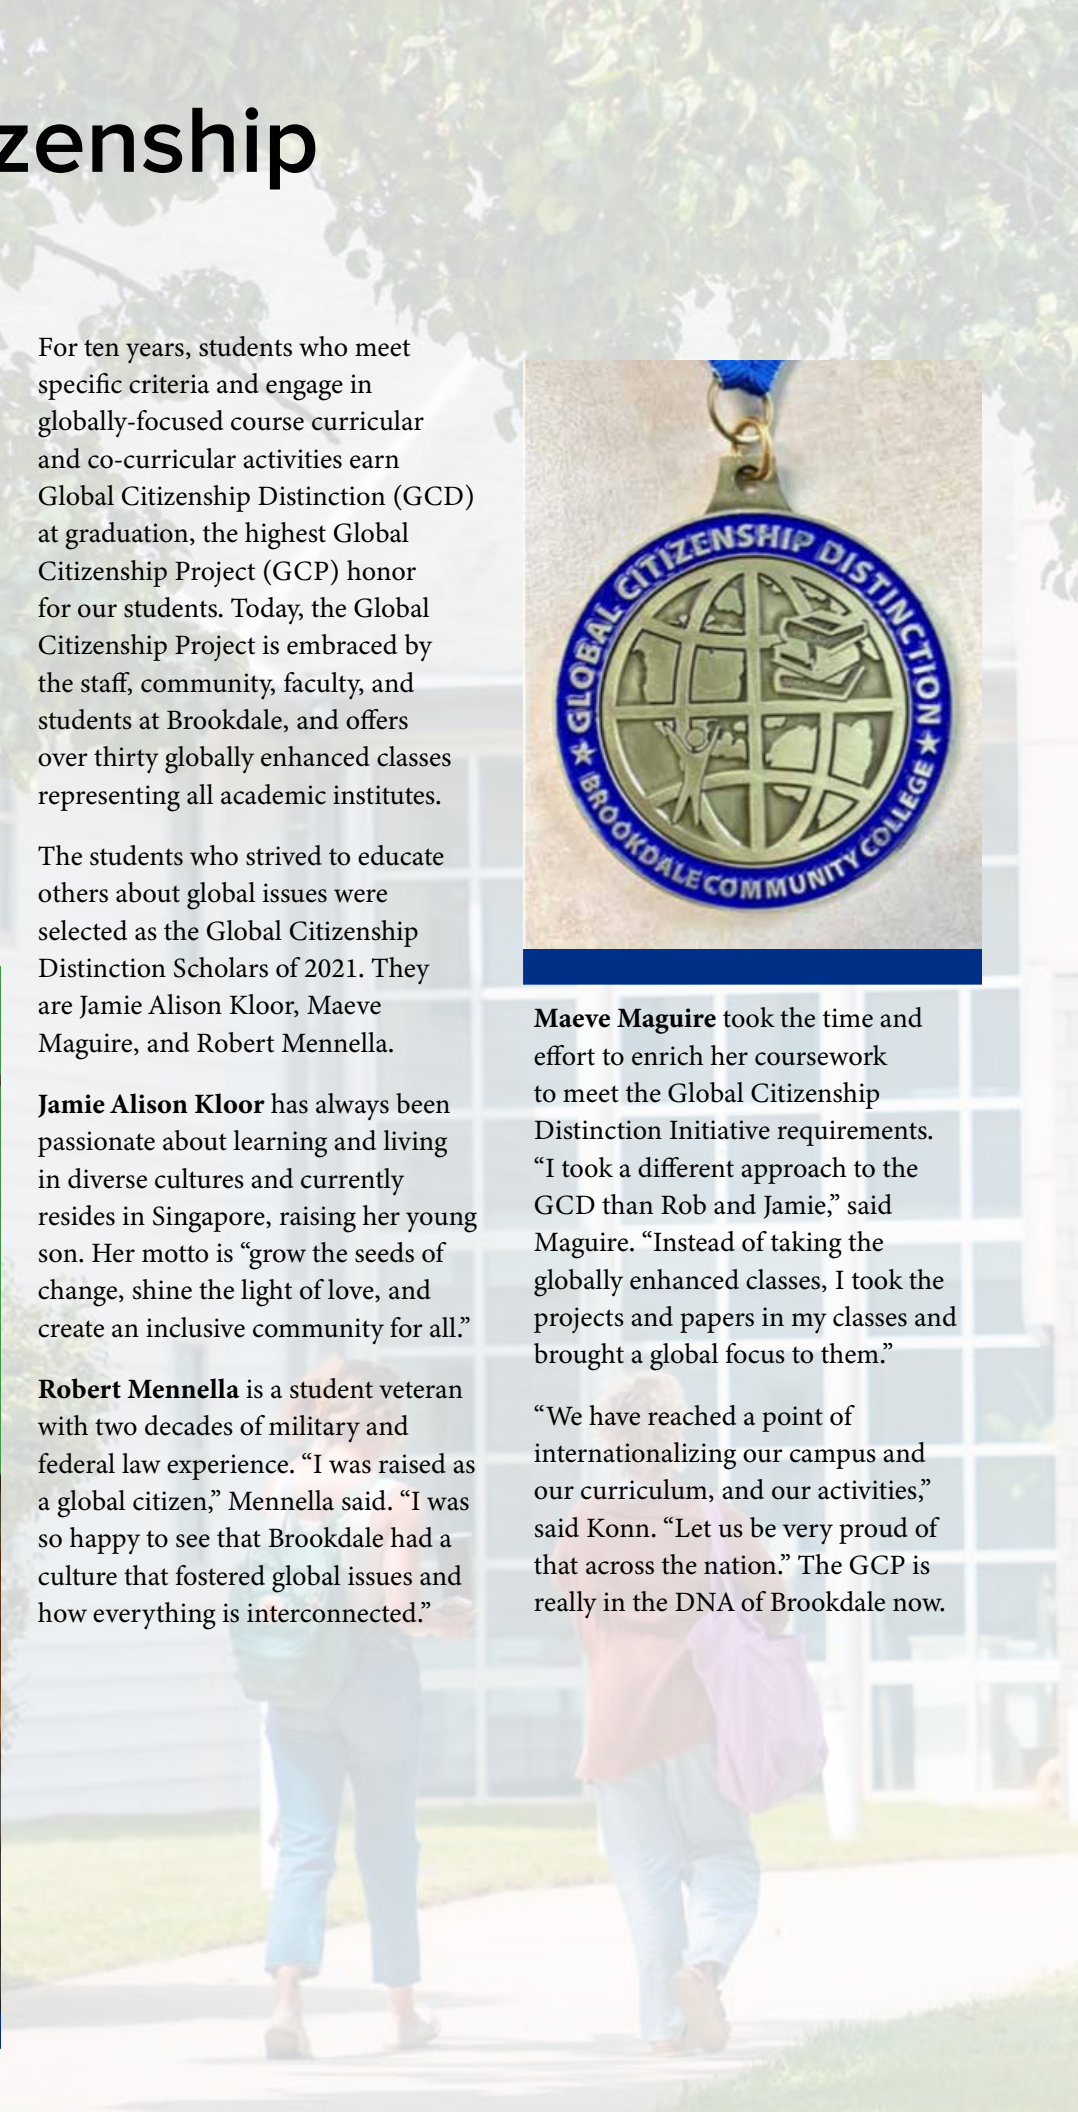 zenship
For ten years, students who meet
specific criteria and engage in
globally-focused course curricular
and co-curricular activities earn
Global Citizenship Distinction (GCD)
at graduation, the highest Global
Citizenship Project (GCP) honor
for our students. Today, the Global
Citizenship Project is embraced by
the staff, community, faculty, and
students at Brookdale, and offers
over thirty globally enhanced classes
representing all academic institutes.
The students who strived to educate
others about global issues were
selected as the Global Citizenship
Distinction Scholars of 2021. They
are Jamie Alison Kloor, Maeve
Maguire, and Robert Mennella.
Jamie Alison Kloor has always been
passionate about learning and living
in diverse cultures and currently
resides in Singapore, raising her young
son. Her motto is “grow the seeds of
change, shine the light of love, and
create an inclusive community for all.”
Robert Mennella is a student veteran
with two decades of military and
federal law experience. “I was raised as
a global citizen,” Mennella said. “I was
so happy to see that Brookdale had a
culture that fostered global issues and
how everything is interconnected.”
GLOBAL CITIZENSHIP DISTINCTION
BROOKDALE COMMUNITY COLLEGE
Maeve Maguire took the time and
effort to enrich her coursework
to meet the Global Citizenship
Distinction Initiative requirements.
“I took a different approach to the
GCD than Rob and Jamie,” said
Maguire. “Instead of taking the
globally enhanced classes, I took the
projects and papers in my classes and
brought a global focus to them.”
“We have reached a point of
internationalizing our campus and
our curriculum, and our activities,”
said Konn. “Let us be very proud of
that across the nation.” The GCP is
really in the DNA of Brookdale now.